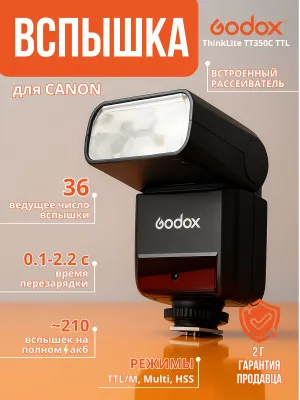 ВСПЫШКА
Godox
ThinkLite TT350C TTL
для CANON
ВСТРОЕННЫЙ
РАССЕИВАТЕЛЬ
36
ведущее число
вспышки
Godox
0.1-2.2 с
время
перезарядки
~210
вспышек на
полном акб
РЕЖИМЫ
TTL/M, Multi, HSS
2 Г
ГАРАНТИЯ
ПРОДАВЦА